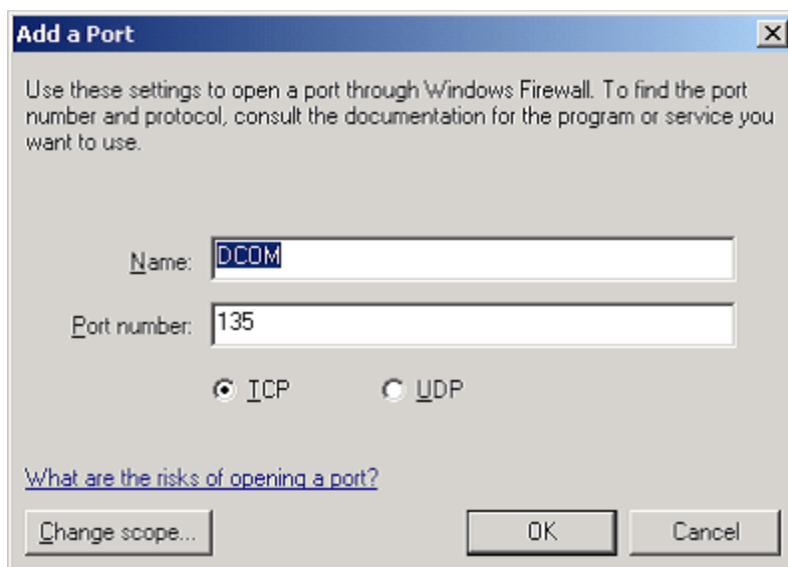 Add a Port
Use these settings to open a port through Windows Firewall. To find the port
number and protocol, consult the documentation for the program or service you
want to use.
Name:
DCOM
Port number:
135
TCP
UDP
What are the risks of opening a port?
Change scope...
OK
Cancel